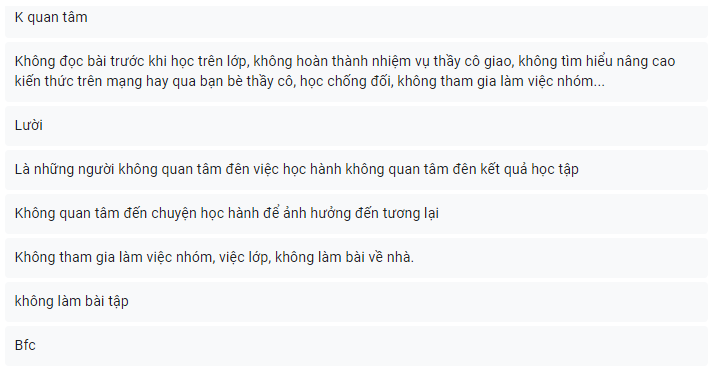 K quan tâm
Không đọc bài trước khi học trên lớp, không hoàn thành nhiệm vụ thầy cô giao, không tìm hiểu nâng cao
kiến thức trên mạng hay qua bạn bè thầy cô, học chống đối, không tham gia làm việc nhóm...
Lười
Là những người không quan tâm đên việc học hành không quan tâm đên kết quả học tập
Không quan tâm đến chuyện học hành để ảnh hưởng đến tương lại
Không tham gia làm việc nhóm, việc lớp, không làm bài về nhà.
không làm bài tập
Bfc